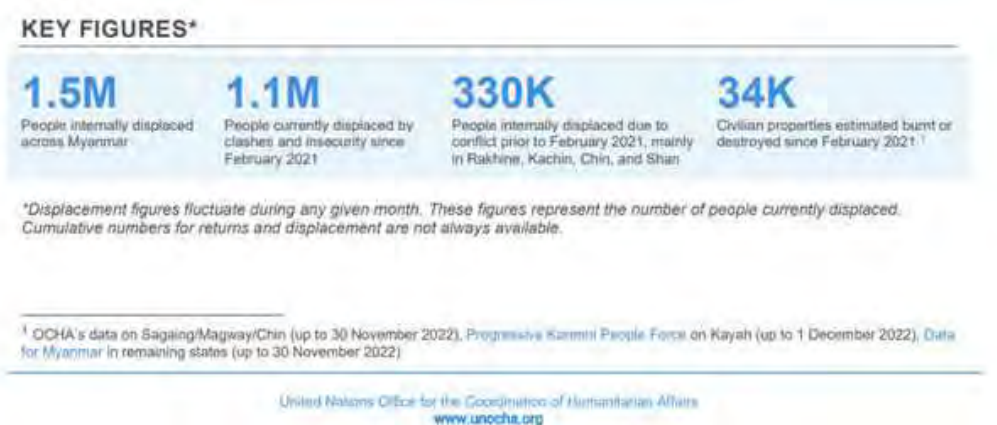 KEY FIGURES*
1.5M
People internally displaced
across Myanmar
1.1M
People currently displaced by
clashes and insecurity since
February 2021
330K
People internally displaced due to
conflict prior to February 2021, mainly
in Rakhine, Kachin, Chin, and Shan
34K
Civilian properties estimated burnt or
destroyed since February 2021 1
*Displacement figures fluctuate during any given month. These figures represent the number of people currently displaced.
Cumulative numbers for returns and displacement are not always available.
1 OCHA's data on Sagaing/Magway/Chin (up to 30 November 2022), Progressive Karenni People Force on Kayah (up to 1 December 2022), Data
for Myanmar in remaining states (up to 30 November 2022)
United Nations Office for the Coordination of Humanitarian Affairs
www.unocha.org